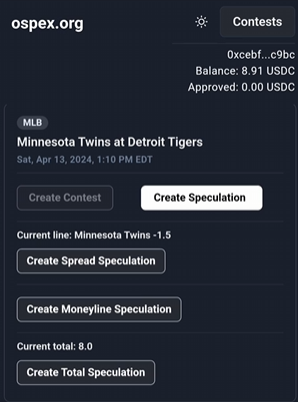 ospex.org
Contests
0xcebf...c9bc
Balance: 8.91 USDC
Approved: 0.00 USDC
MLB
Minnesota Twins at Detroit Tigers
Sat, Apr 13, 2024, 1:10 PM EDT
Create Contest
Create Speculation
Current line: Minnesota Twins -1.5
Create Spread Speculation
Create Moneyline Speculation
Current total: 8.0
Create Total Speculation